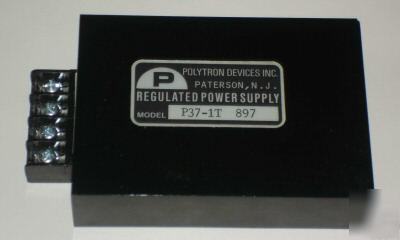 P
POLYTRON DEVICES INC.
PATERSON, N.J.
REGULATED POWER SUPPLY
MODEL P37-1T 897